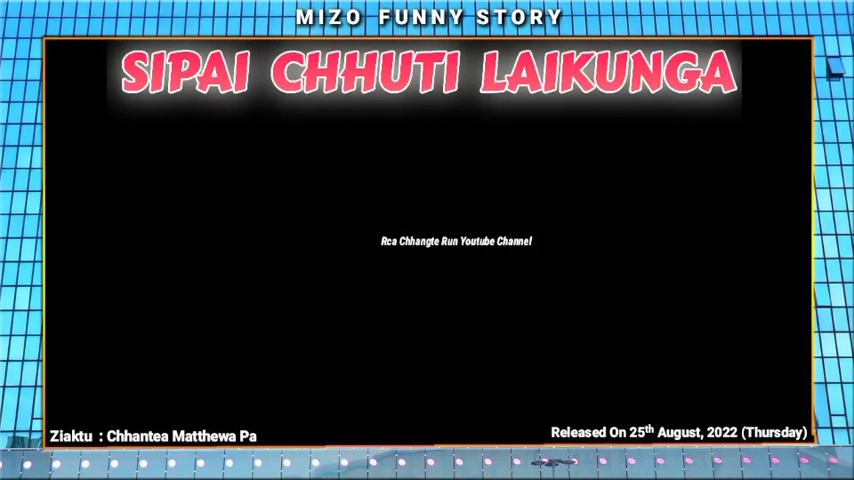 MIZO FUNNY STORY
SIPAI CHHUTI LAIKUNGA
Rca Chhangte Run Youtube Channel
Ziaktu : Chhantea Matthewa Pa
Released On 25th August, 2022 (Thursday)